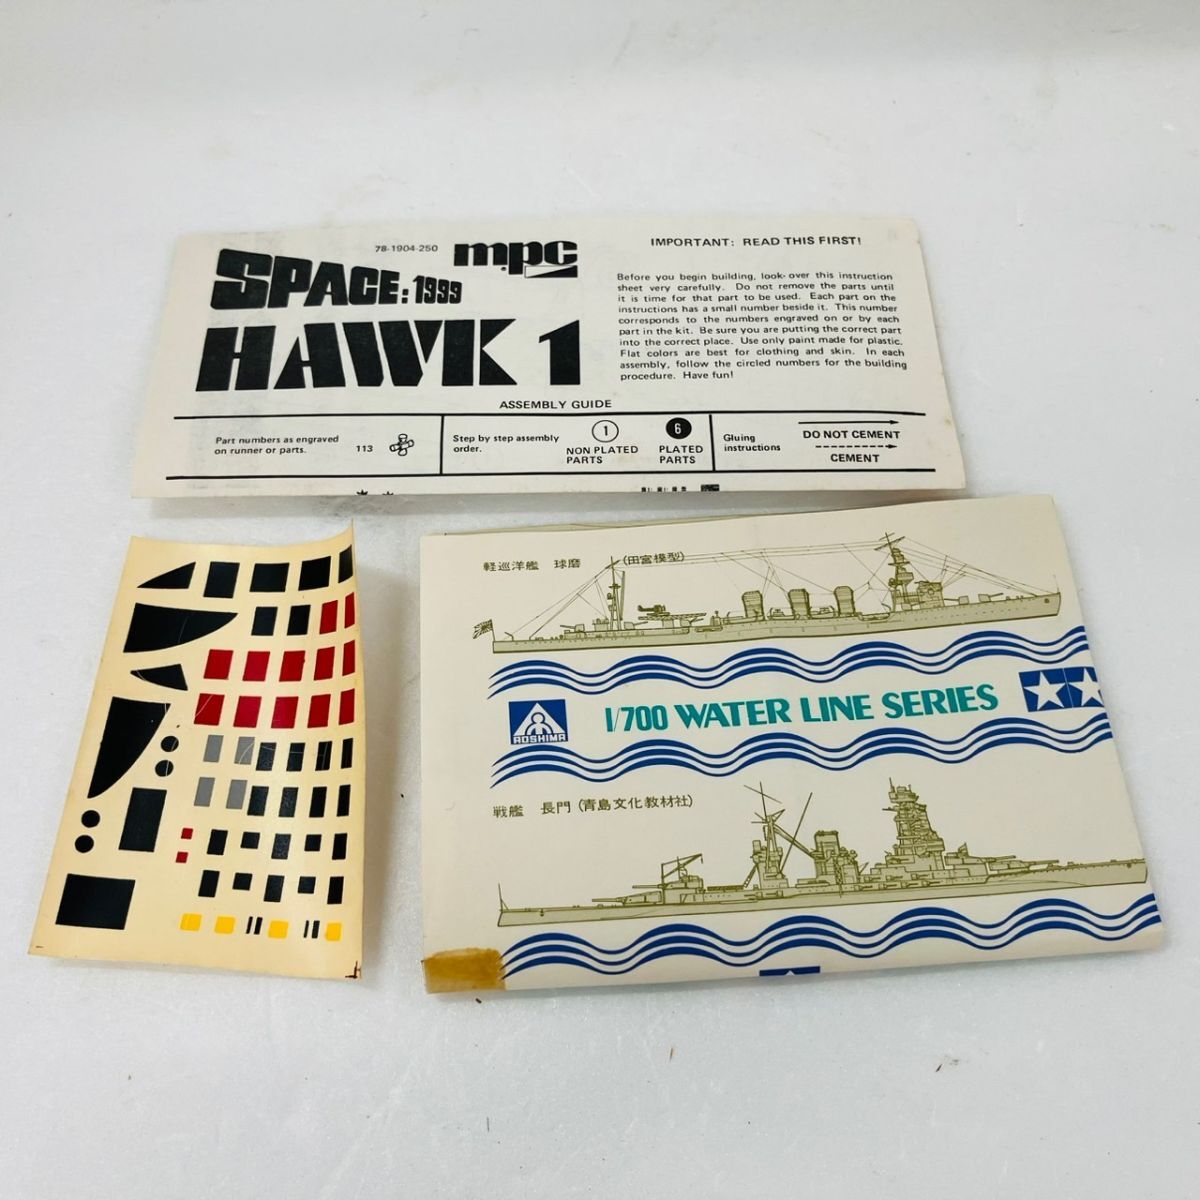 78-1904-250
mpc
SPACE: 1999
HAWK 1
IMPORTANT: READ THIS FIRST!
Before you begin building, look over this instruction
sheet very carefully. Do not remove the parts until
it is time for that part to be used. Each part on the
instructions has a small number beside it. This number
corresponds to the numbers engraved on or by each
part in the kit. Be sure you are putting the correct part
into the correct place. Use only paint made for plastic.
Flat colors are best for clothing and skin. In each
assembly, follow the circled numbers for the building
procedure. Have fun!
ASSEMBLY GUIDE
Part numbers as engraved
on runner or parts.
113
Step by step assembly
order.
1
NON PLATED
PARTS
6
PLATED
PARTS
Gluing
instructions
DO NOT CEMENT
CEMENT
軽巡洋艦 球磨 (田宮模型)
AOSHIMA
1/700 WATER LINE SERIES
戦艦 長門 (青島文化教材社)